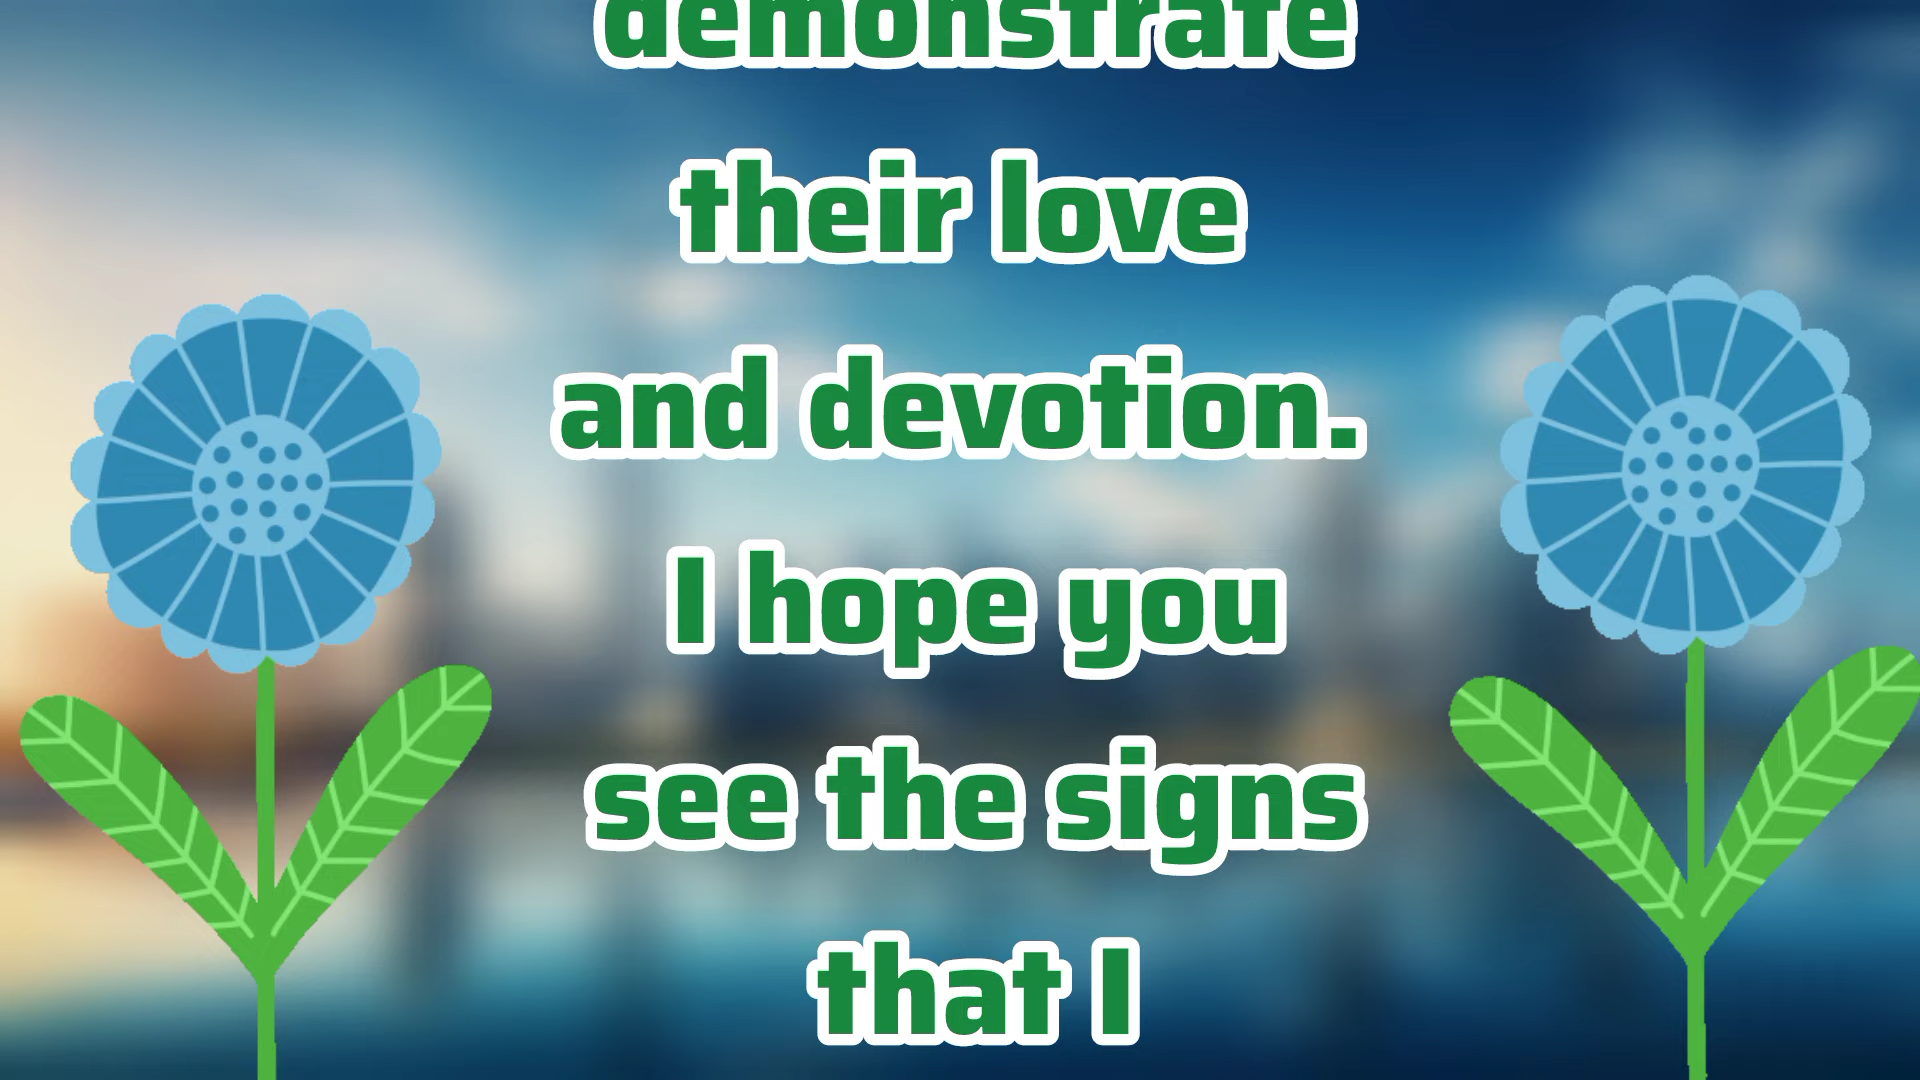 demonstrate
their love
and devotion.
I hope you
see the signs
that I